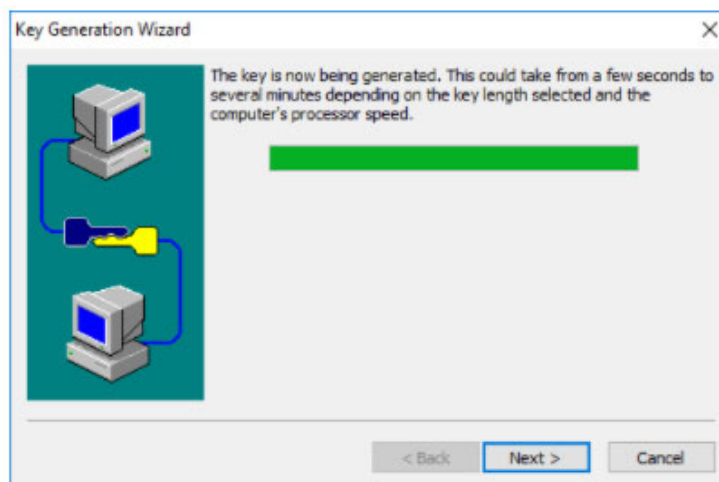 Key Generation Wizard
The key is now being generated. This could take from a few seconds to
several minutes depending on the key length selected and the
computer's processor speed.
< Back Next > Cancel